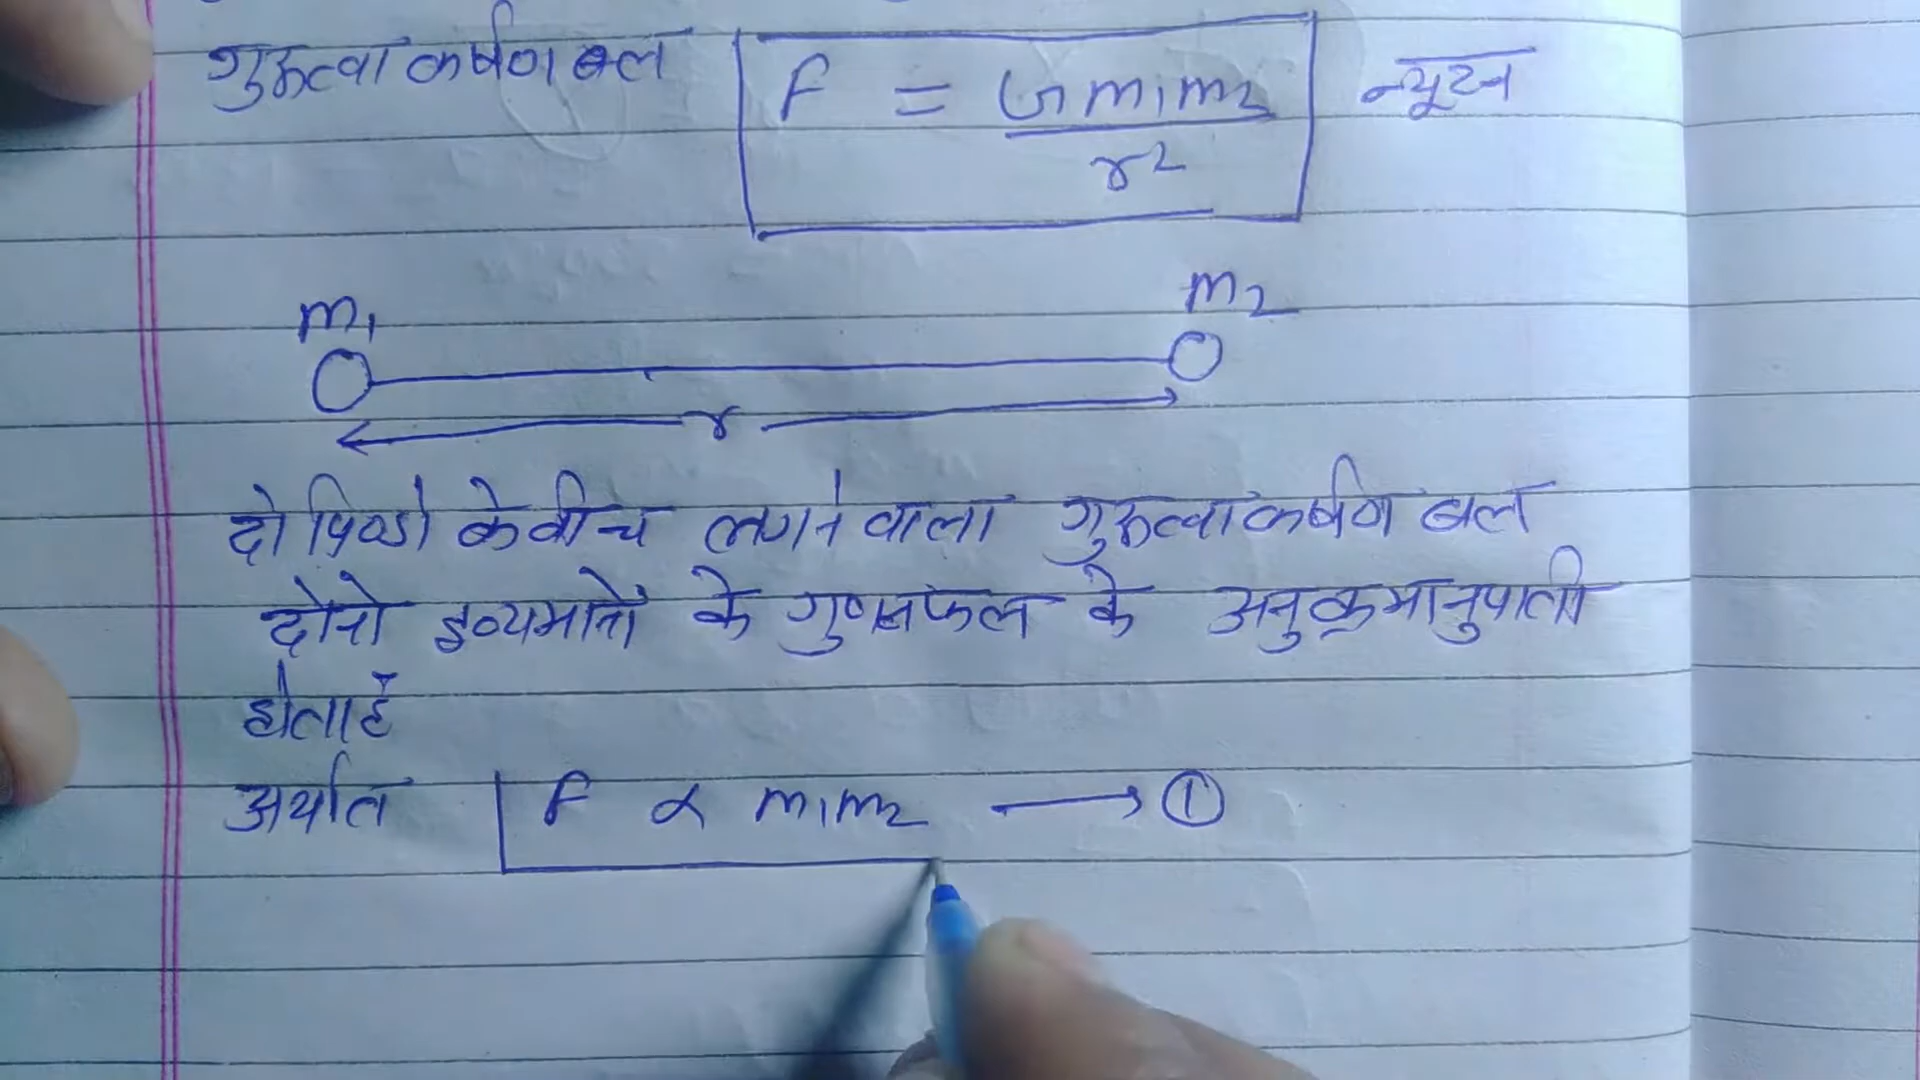 गुरुत्वाकर्षण बल F = Gm₁m₂/r² न्यूटन
m₁ m₂
r
दो पिण्डो के बीच लगने वाला गुरुत्वाकर्षण बल
दोनो द्रव्यमानो के गुणनफल के अनुक्रमानुपाती
होता है
अर्थात F ∝ m₁m₂ ⟶ ①